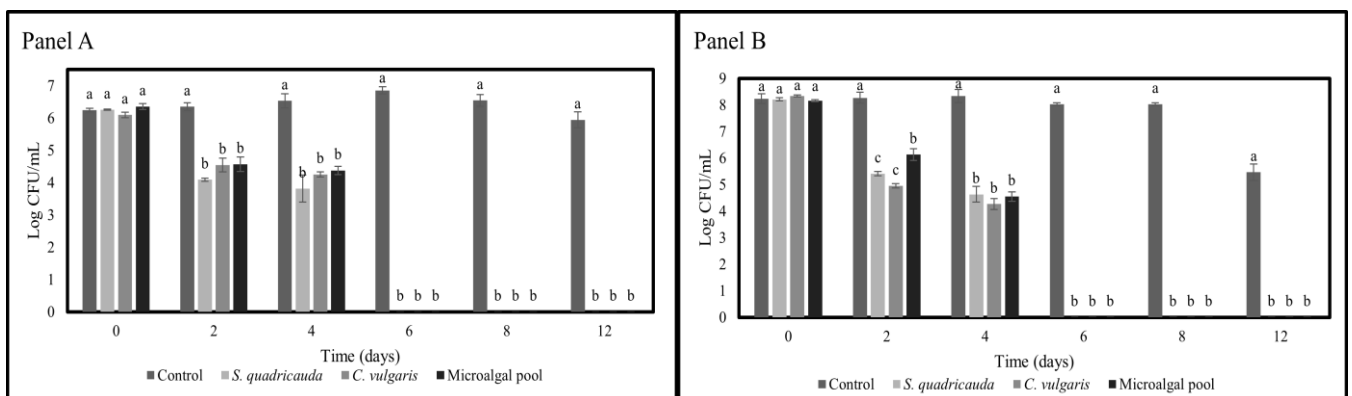 Panel A
Log CFU/mL
7
6
5
4
3
2
1
0
a a a a
a
b b b
a
b b b
a
b b b
a
b b b
a
b b b
0 2 4 6 8 12
Time (days)
Control S. quadricauda C. vulgaris Microalgal pool
Panel B
Log CFU/mL
9
8
7
6
5
4
3
2
1
0
a a a a
a
c c b
a
b b b
a
b b b
a
b b b
a
b b b
0 2 4 6 8 12
Time (days)
Control S. quadricauda C. vulgaris Microalgal pool